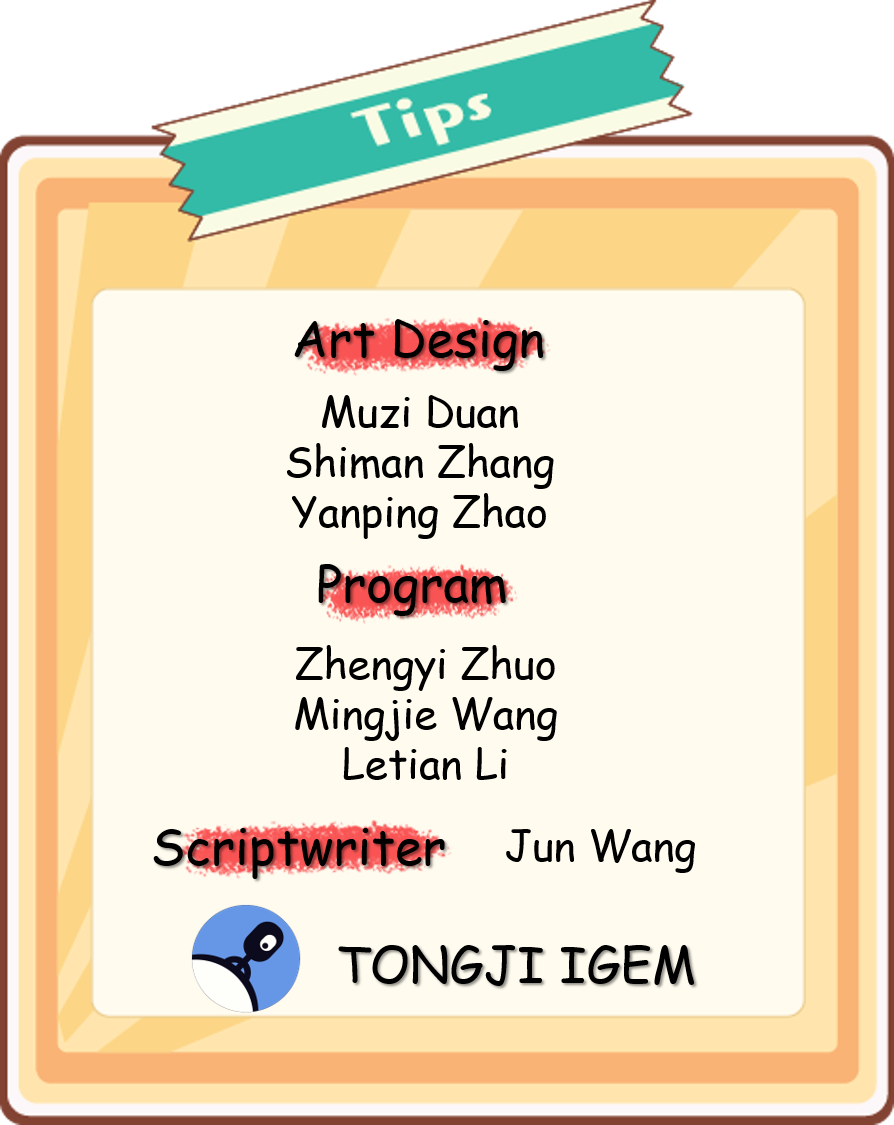 Tips
Art Design
Muzi Duan
Shiman Zhang
Yanping Zhao
Program
Zhengyi Zhuo
Mingjie Wang
Letian Li
Scriptwriter Jun Wang
TONGJI IGEM